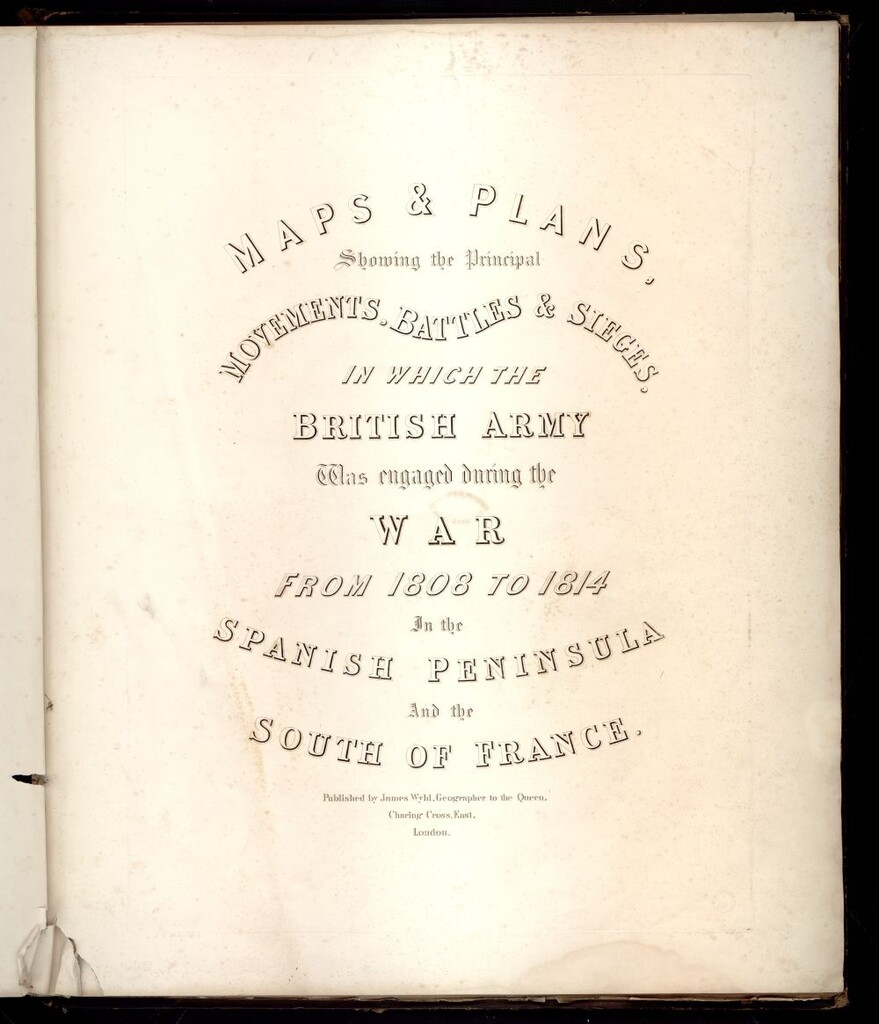 MAPS & PLANS,
Showing the Principal
MOVEMENTS, BATTLES & SIEGES,
IN WHICH THE
BRITISH ARMY
Was engaged during the
WAR
FROM 1808 TO 1814
In the
SPANISH PENINSULA
And the
SOUTH OF FRANCE.
Published by James Wyld, Geographer to the Queen,
Charing Cross, East,
London.